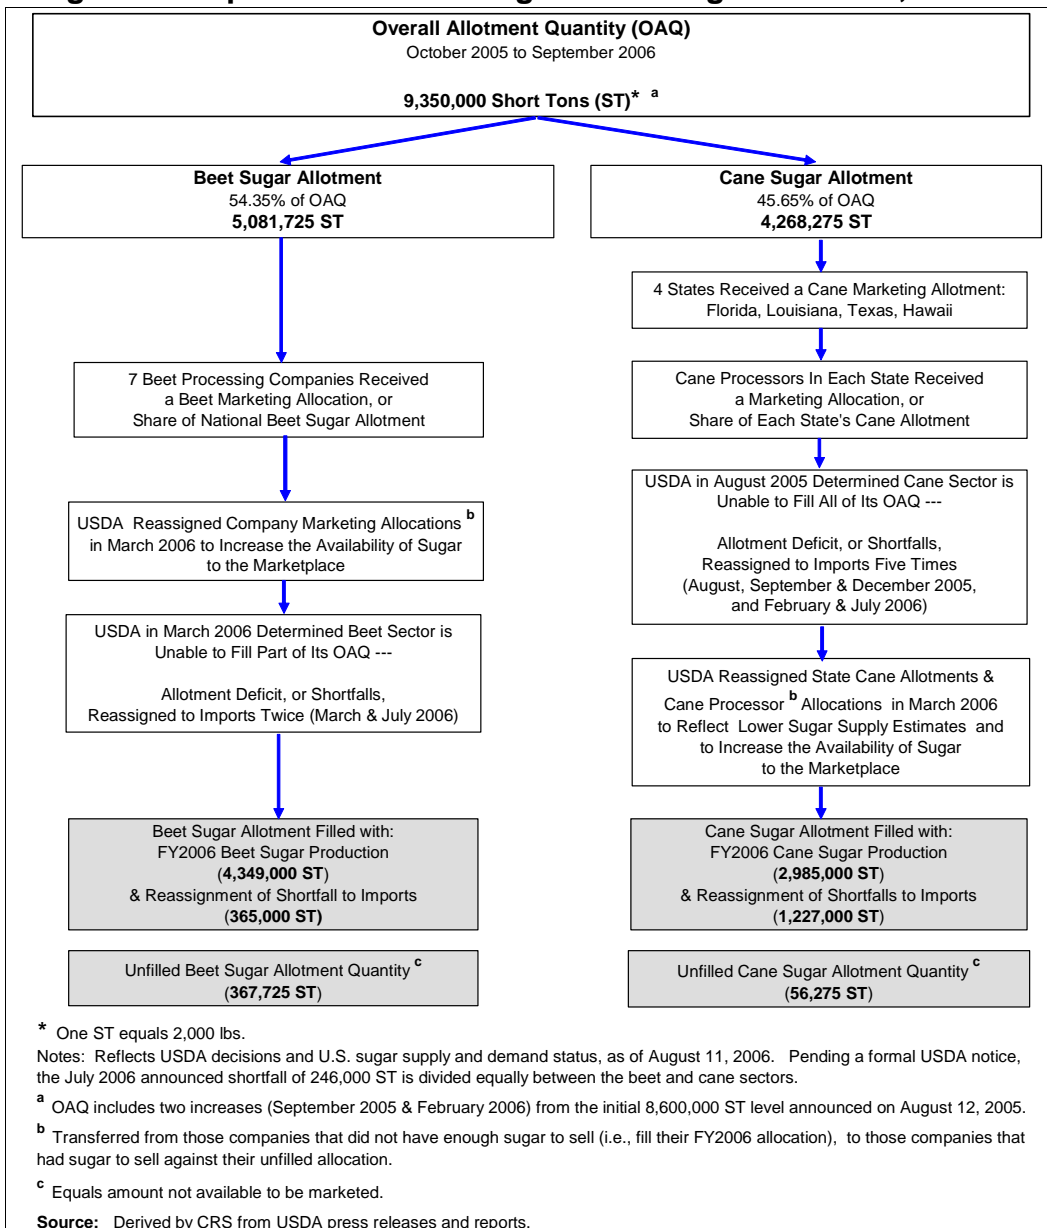 Overall Allotment Quantity (OAQ)
October 2005 to September 2006
9,350,000 Short Tons (ST)* a
Beet Sugar Allotment
54.35% of OAQ
5,081,725 ST
Cane Sugar Allotment
45.65% of OAQ
4,268,275 ST
4 States Received a Cane Marketing Allotment:
Florida, Louisiana, Texas, Hawaii
7 Beet Processing Companies Received
a Beet Marketing Allocation, or
Share of National Beet Sugar Allotment
Cane Processors In Each State Received
a Marketing Allocation, or
Share of Each State's Cane Allotment
USDA Reassigned Company Marketing Allocations b
in March 2006 to Increase the Availability of Sugar
to the Marketplace
USDA in August 2005 Determined Cane Sector is
Unable to Fill All of Its OAQ ---
Allotment Deficit, or Shortfalls,
Reassigned to Imports Five Times
(August, September & December 2005,
and February & July 2006)
USDA in March 2006 Determined Beet Sector is
Unable to Fill Part of Its OAQ ---
Allotment Deficit, or Shortfalls,
Reassigned to Imports Twice (March & July 2006)
USDA Reassigned State Cane Allotments &
Cane Processor b Allocations in March 2006
to Reflect Lower Sugar Supply Estimates and
to Increase the Availability of Sugar
to the Marketplace
Beet Sugar Allotment Filled with:
FY2006 Beet Sugar Production
(4,349,000 ST)
& Reassignment of Shortfall to Imports
(365,000 ST)
Cane Sugar Allotment Filled with:
FY2006 Cane Sugar Production
(2,985,000 ST)
& Reassignment of Shortfalls to Imports
(1,227,000 ST)
Unfilled Beet Sugar Allotment Quantity c
(367,725 ST)
Unfilled Cane Sugar Allotment Quantity c
(56,275 ST)
* One ST equals 2,000 lbs.
Notes: Reflects USDA decisions and U.S. sugar supply and demand status, as of August 11, 2006. Pending a formal USDA notice,
the July 2006 announced shortfall of 246,000 ST is divided equally between the beet and cane sectors.
a OAQ includes two increases (September 2005 & February 2006) from the initial 8,600,000 ST level announced on August 12, 2005.
b Transferred from those companies that did not have enough sugar to sell (i.e., fill their FY2006 allocation), to those companies that
had sugar to sell against their unfilled allocation.
c Equals amount not available to be marketed.
Source: Derived by CRS from USDA press releases and reports.